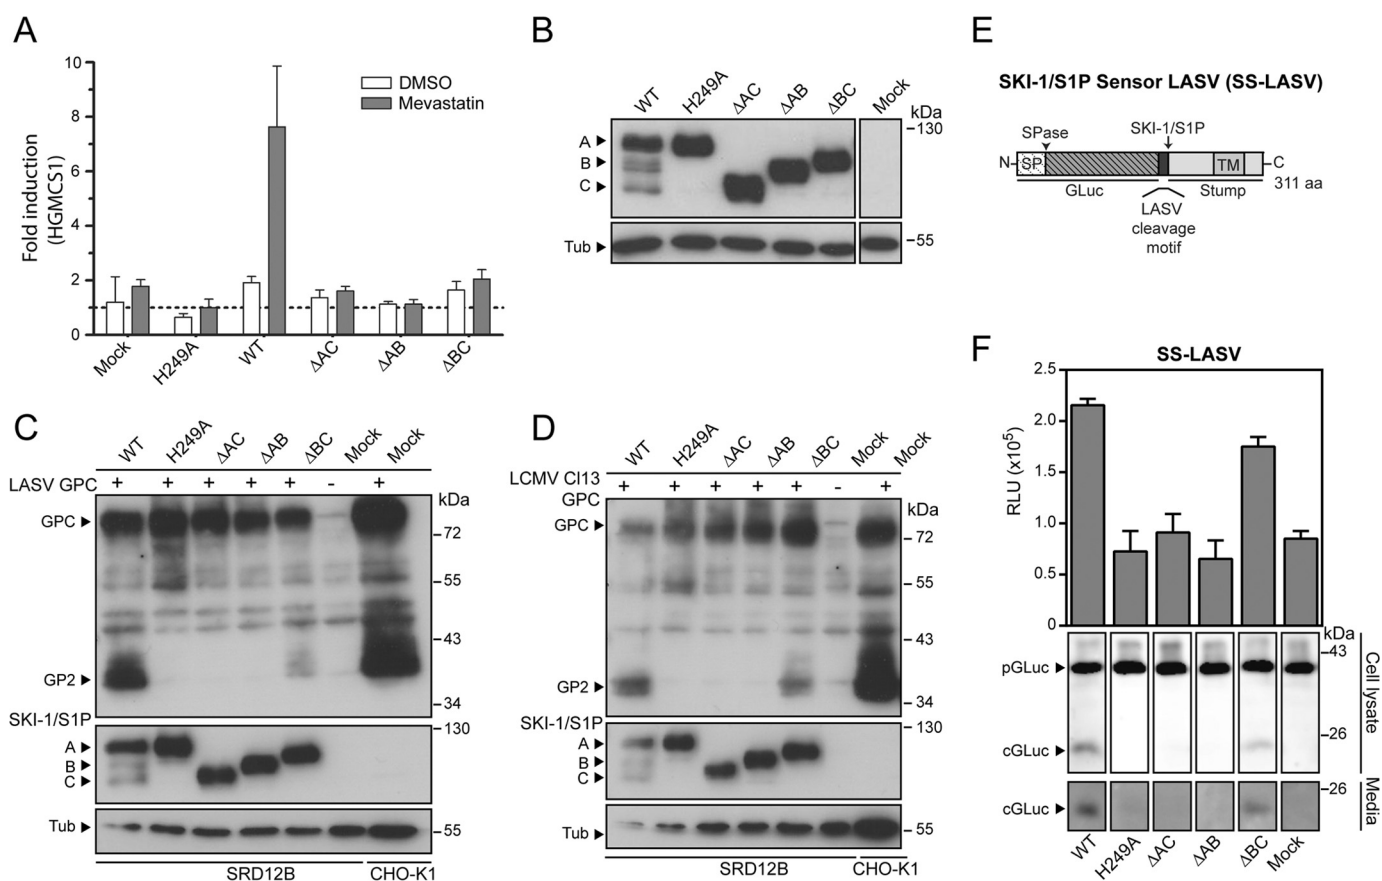 A
10
8
6
4
2
0
Fold induction
(HGMCS1)
DMSO
Mevastatin
Mock
H249A
WT
ΔAC
ΔAB
ΔBC
B
WT
H249A
ΔAC
ΔAB
ΔBC
Mock
kDa
130
A
B
C
Tub
55
E
SKI-1/S1P Sensor LASV (SS-LASV)
SPase
SKI-1/S1P
N
SP
TM
C
311 aa
GLuc
Stump
LASV
cleavage
motif
C
WT
H249A
ΔAC
ΔAB
ΔBC
Mock
Mock
LASV GPC
+ + + + + - +
kDa
GPC
72
55
43
GP2
34
SKI-1/S1P
130
A
B
C
Tub
55
SRD12B
CHO-K1
D
WT
H249A
ΔAC
ΔAB
ΔBC
Mock
Mock
LCMV Cl13
GPC
+ + + + + - +
kDa
GPC
72
55
43
GP2
34
SKI-1/S1P
130
A
B
C
Tub
55
SRD12B
CHO-K1
F
SS-LASV
2.5
2.0
1.5
1.0
0.5
0
RLU (x10⁵)
kDa
43
pGLuc
26
cGLuc
Cell lysate
26
cGLuc
Media
WT
H249A
ΔAC
ΔAB
ΔBC
Mock